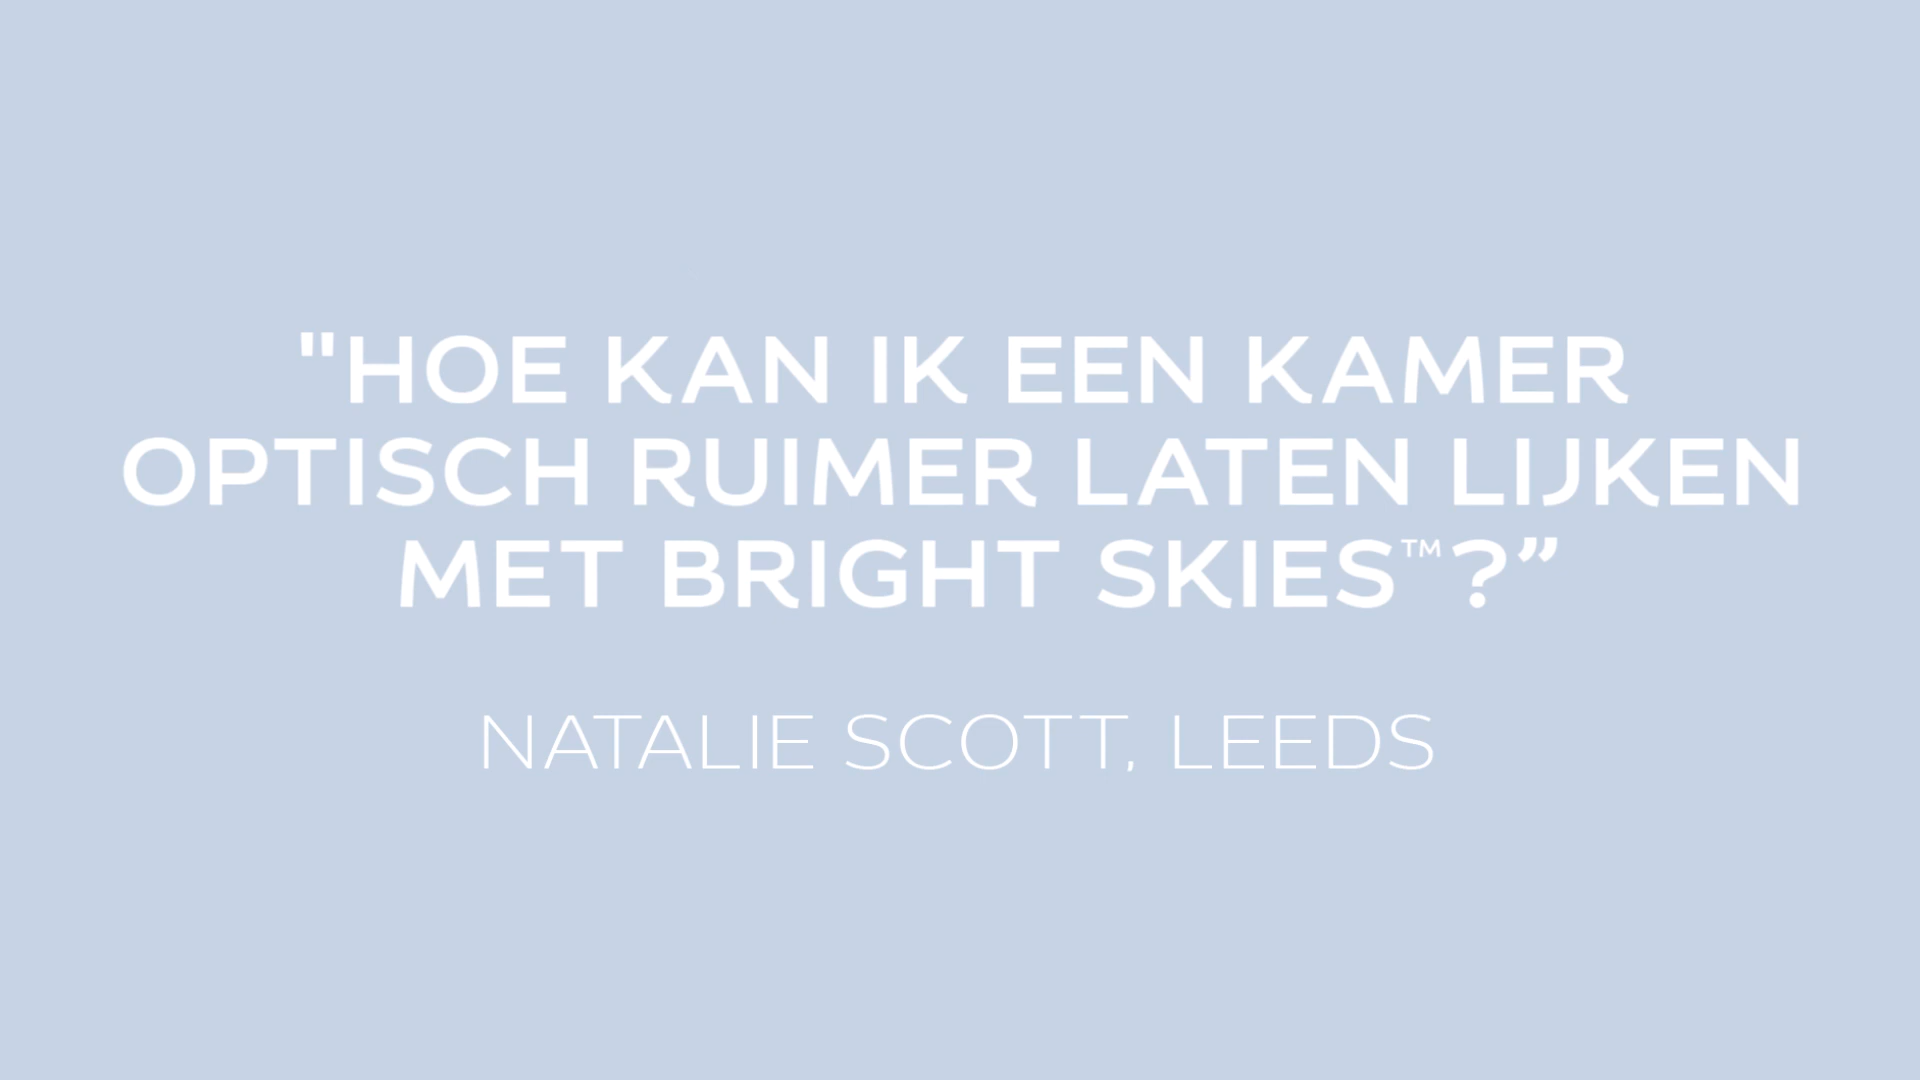 "HOE KAN IK EEN KAMER
OPTISCH RUIMER LATEN LIJKEN
MET BRIGHT SKIES™?”
NATALIE SCOTT, LEEDS